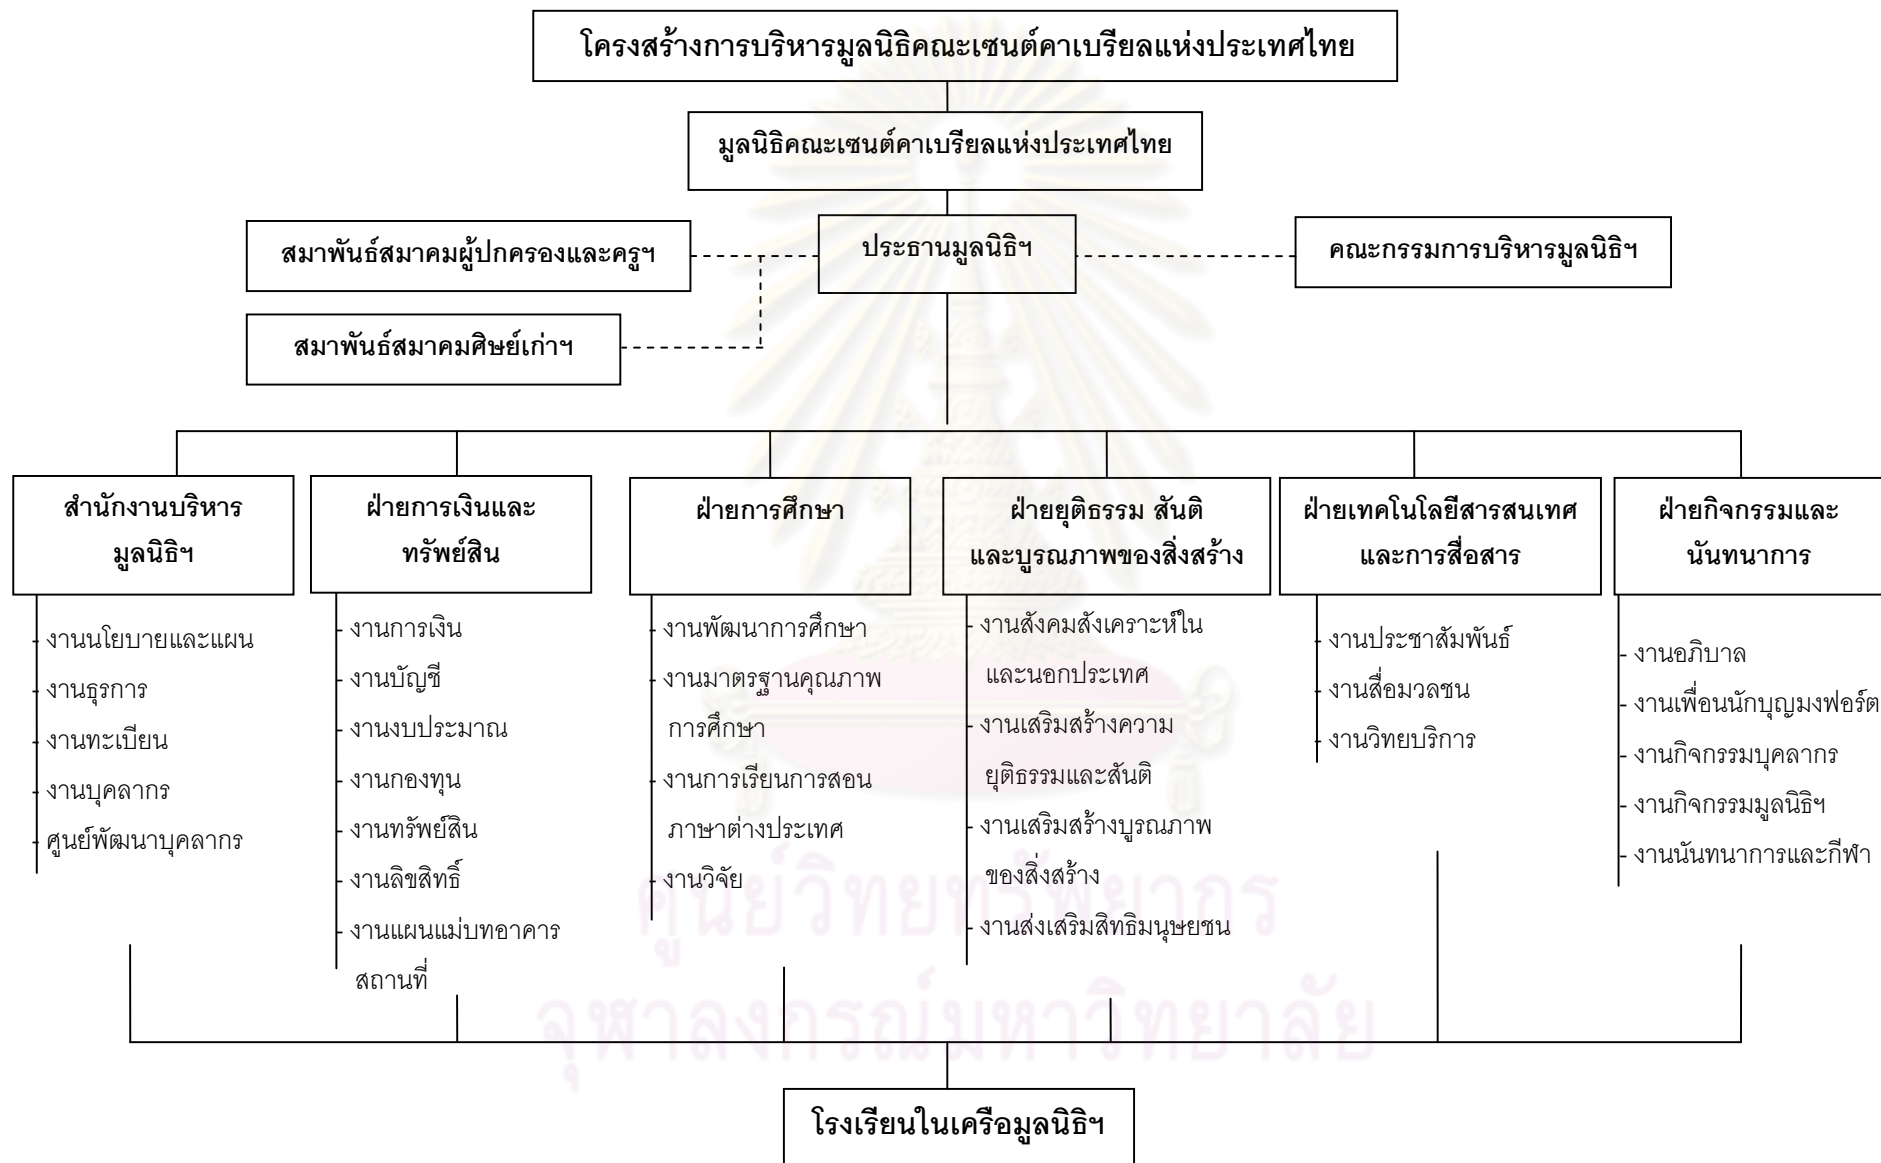 โครงสร้างการบริหารมูลนิธิคณะเซนต์คาเบรียลแห่งประเทศไทย
มูลนิธิคณะเซนต์คาเบรียลแห่งประเทศไทย
สมาพันธ์สมาคมผู้ปกครองและครูฯ
ประธานมูลนิธิฯ
คณะกรรมการบริหารมูลนิธิฯ
สมาพันธ์สมาคมศิษย์เก่าฯ
สำนักงานบริหาร
มูลนิธิฯ
- งานนโยบายและแผน
- งานธุรการ
- งานทะเบียน
- งานบุคลากร
- ศูนย์พัฒนาบุคลากร
ฝ่ายการเงินและ
ทรัพย์สิน
- งานการเงิน
- งานบัญชี
- งานงบประมาณ
- งานกองทุน
- งานทรัพย์สิน
- งานลิขสิทธิ์
- งานแผนแม่บทอาคาร
สถานที่
ฝ่ายการศึกษา
- งานพัฒนาการศึกษา
- งานมาตรฐานคุณภาพ
การศึกษา
- งานการเรียนการสอน
ภาษาต่างประเทศ
- งานวิจัย
ฝ่ายยุติธรรม สันติ
และบูรณภาพของสิ่งสร้าง
- งานสังคมสังเคราะห์ใน
และนอกประเทศ
- งานเสริมสร้างความ
ยุติธรรมและสันติ
- งานเสริมสร้างบูรณภาพ
ของสิ่งสร้าง
- งานส่งเสริมสิทธิมนุษยชน
ฝ่ายเทคโนโลยีสารสนเทศ
และการสื่อสาร
- งานประชาสัมพันธ์
- งานสื่อมวลชน
- งานวิทยบริการ
ฝ่ายกิจกรรมและ
นันทนาการ
- งานอภิบาล
- งานเพื่อนนักบุญมงฟอร์ต
- งานกิจกรรมบุคลากร
- งานกิจกรรมมูลนิธิฯ
- งานนันทนาการและกีฬา
ศูนย์วิทยทรัพยากร
จุฬาลงกรณ์มหาวิทยาลัย
โรงเรียนในเครือมูลนิธิฯ